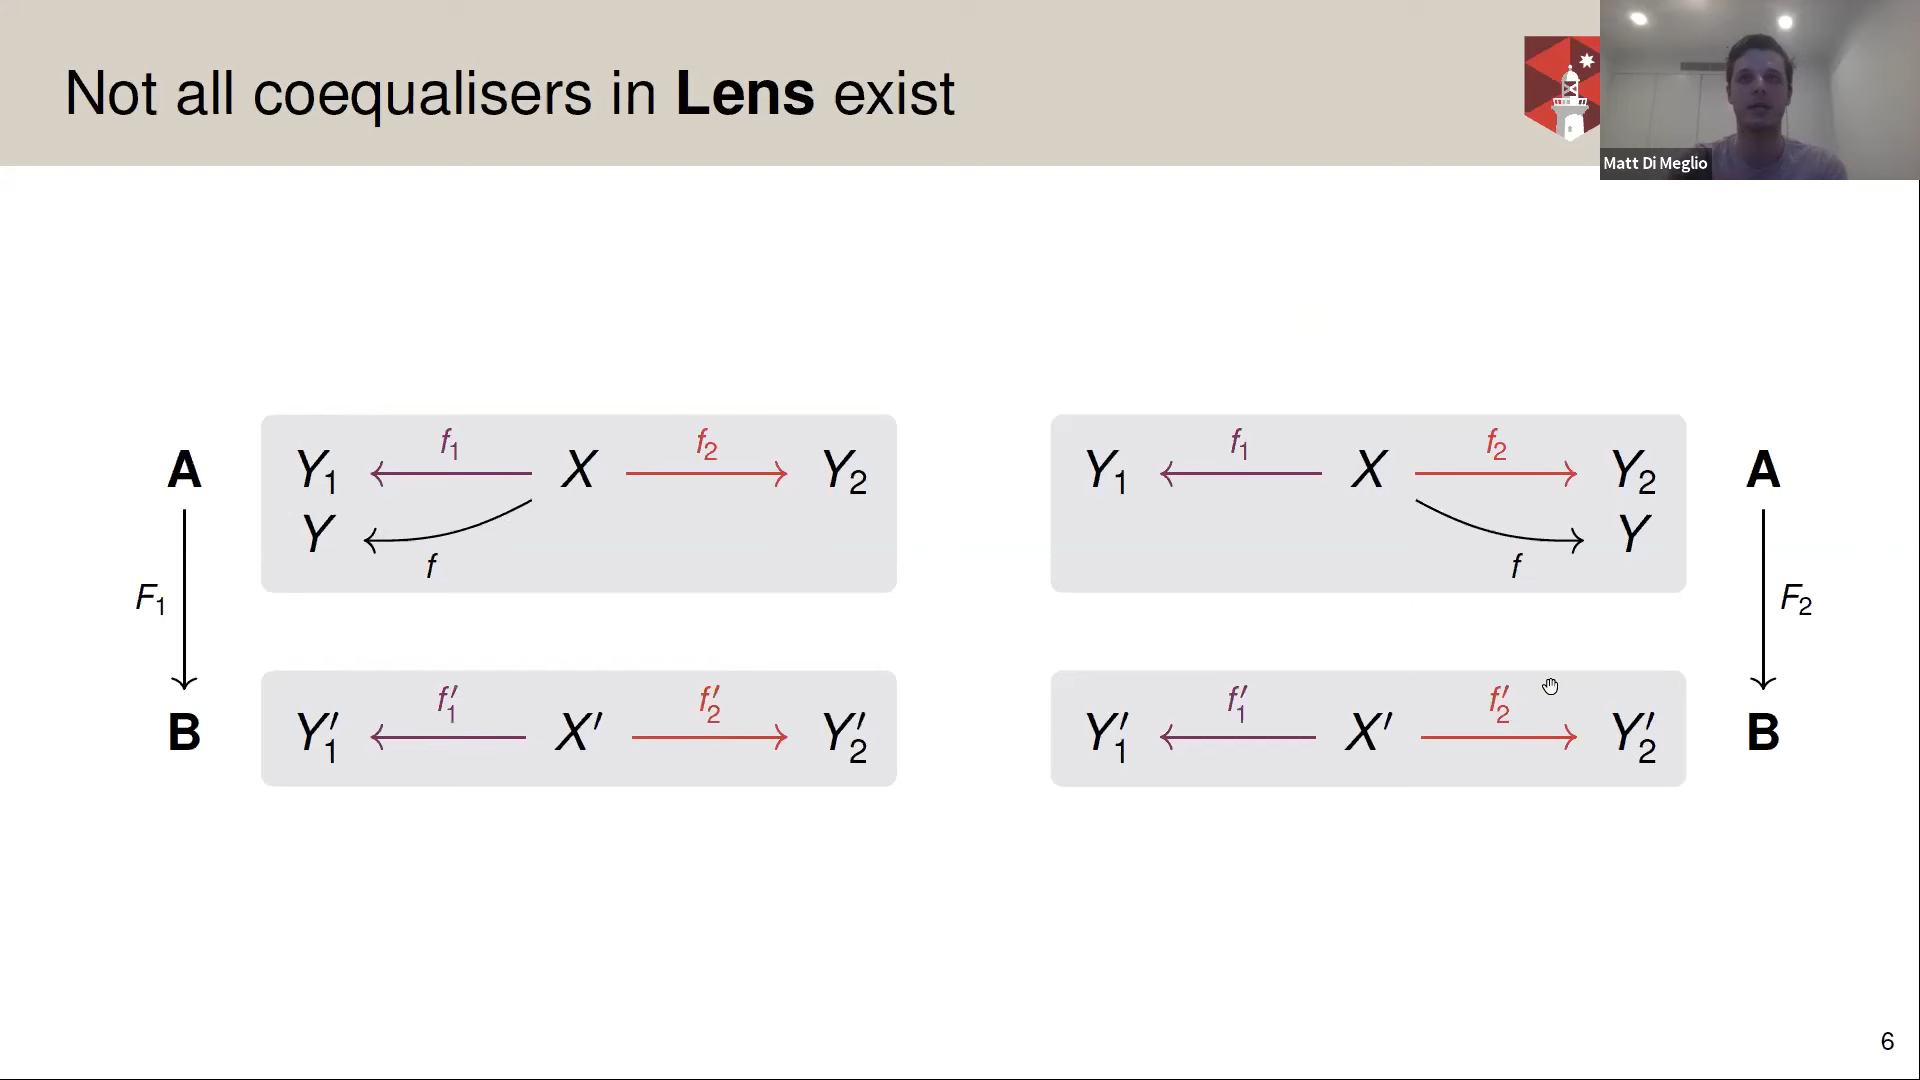 Not all coequalisers in Lens exist
Matt Di Meglio
A
F₁
B
Y₁ f₁ X f₂ Y₂
Y f
Y′₁ f′₁ X′ f′₂ Y′₂
Y₁ f₁ X f₂ Y₂
f Y
Y′₁ f′₁ X′ f′₂ Y′₂
A
F₂
B
6